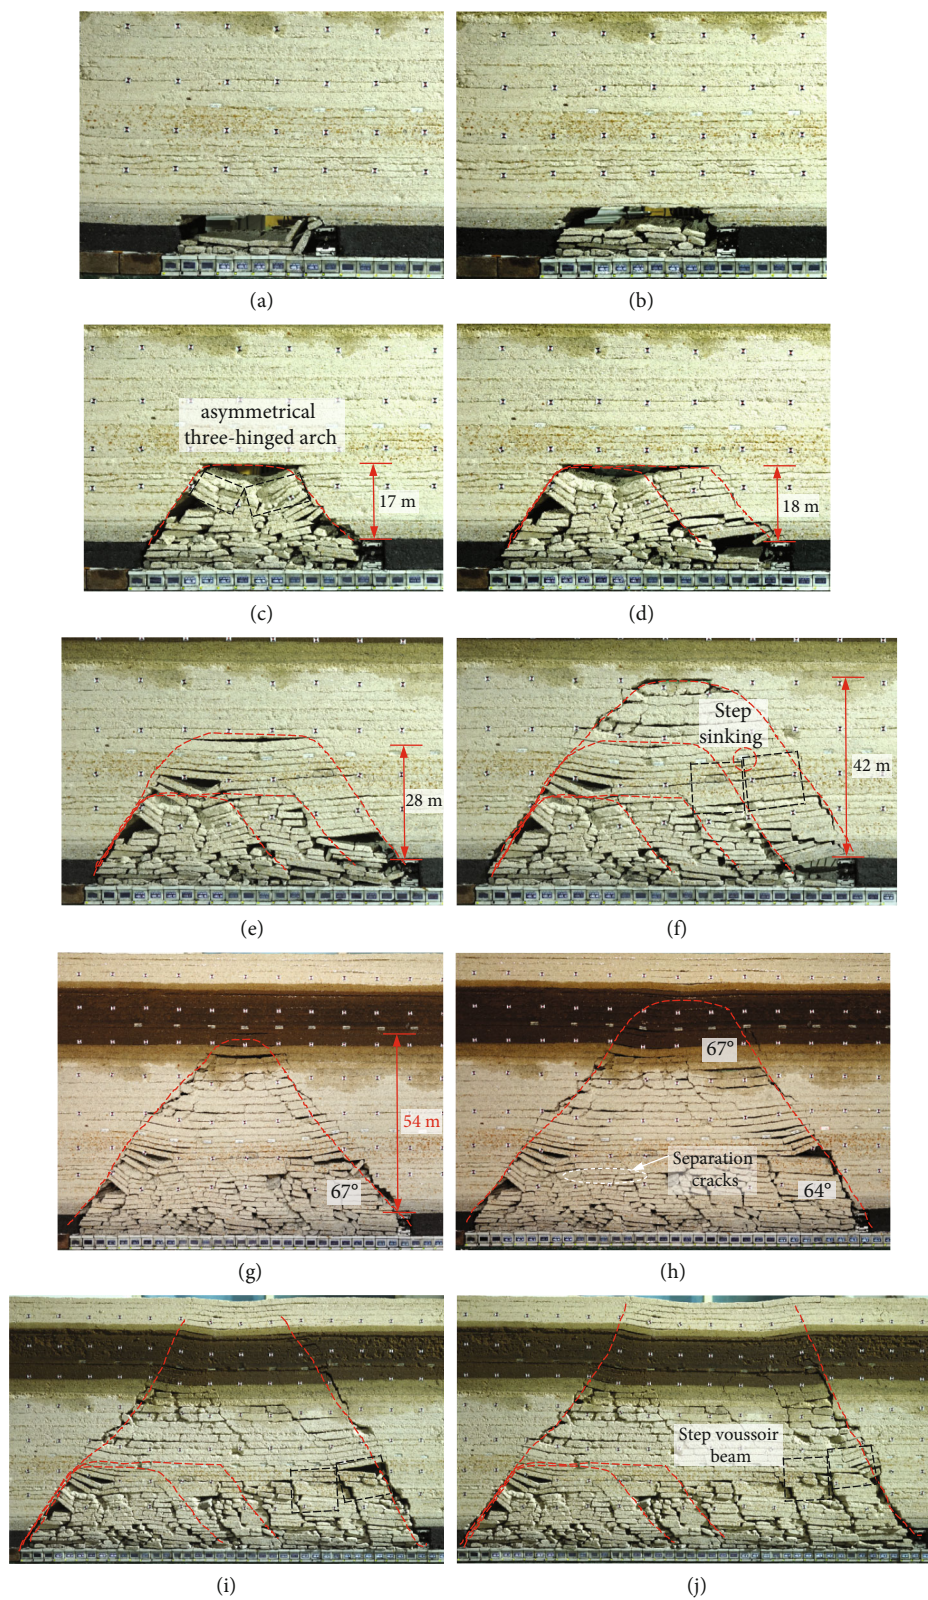 (a)
(b)
asymmetrical
three-hinged arch
17 m
(c)
18 m
(d)
28 m
(e)
Step
sinking
42 m
(f)
54 m
67°
(g)
67°
Separation
cracks
64°
(h)
(i)
Step voussoir
beam
(j)